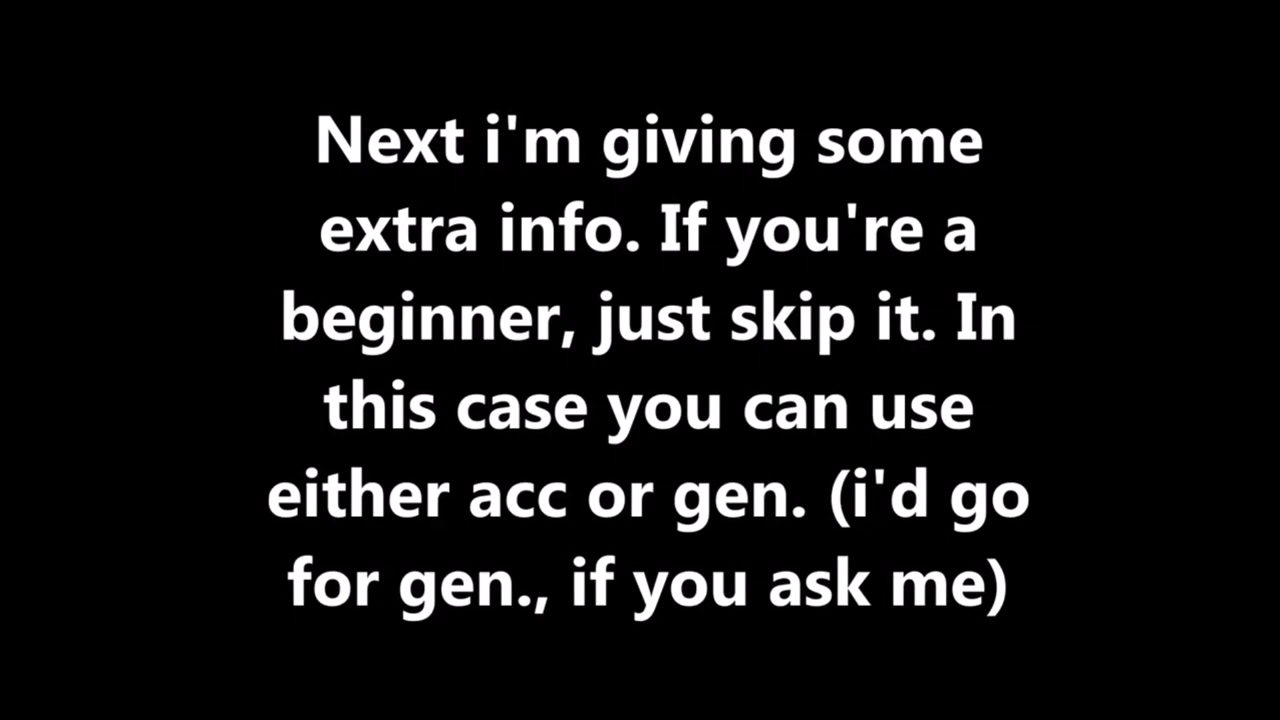 Next i'm giving some
extra info. If you're a
beginner, just skip it. In
this case you can use
either acc or gen. (i'd go
for gen., if you ask me)